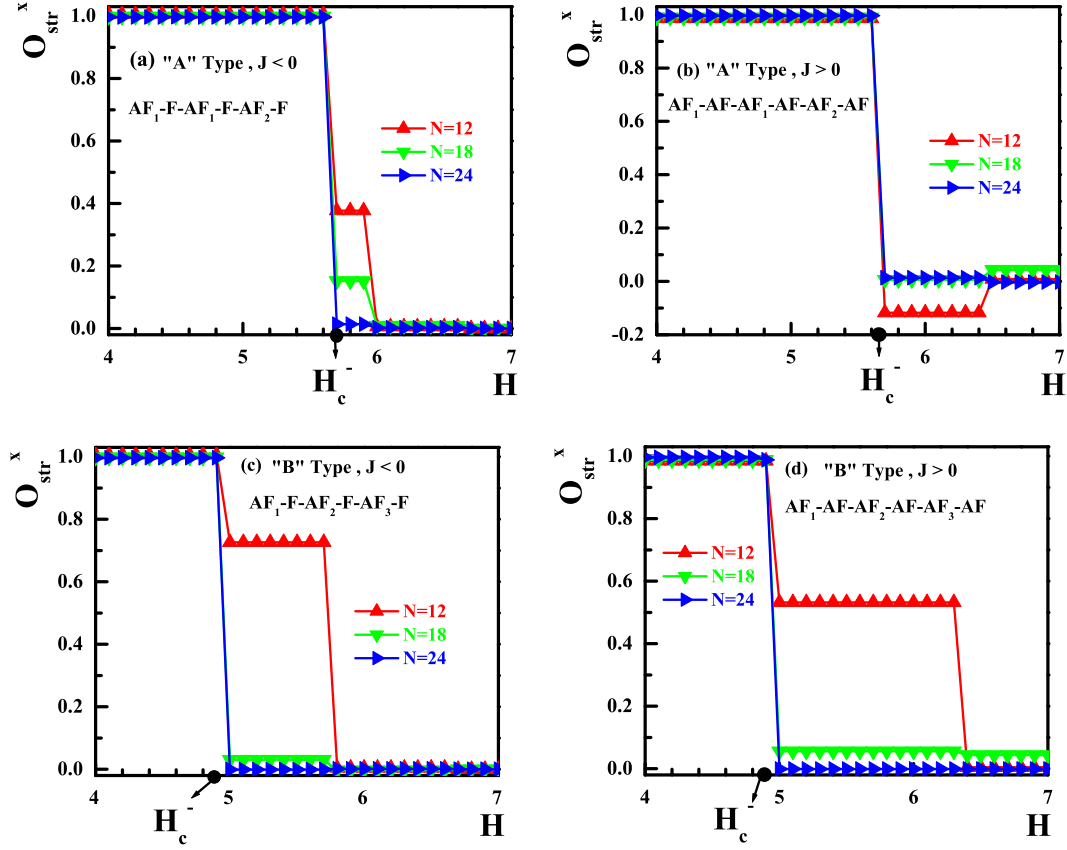 x
O_str
1.0
0.8
0.6
0.4
0.2
0.0
(a) "A" Type , J < 0
AF₁-F-AF₁-F-AF₂-F
N=12
N=18
N=24
4 5 6 7
H_c^-
H
x
O_str
1.0
0.8
0.6
0.4
0.2
0.0
-0.2
(b) "A" Type , J > 0
AF₁-AF-AF₁-AF-AF₂-AF
N=12
N=18
N=24
4 5 6 7
H_c^-
H
x
O_str
1.0
0.8
0.6
0.4
0.2
0.0
(c) "B" Type , J < 0
AF₁-F-AF₂-F-AF₃-F
N=12
N=18
N=24
4 5 6 7
H_c^-
H
x
O_str
1.0
0.8
0.6
0.4
0.2
0.0
(d) "B" Type , J > 0
AF₁-AF-AF₂-AF-AF₃-AF
N=12
N=18
N=24
4 5 6 7
H_c^-
H